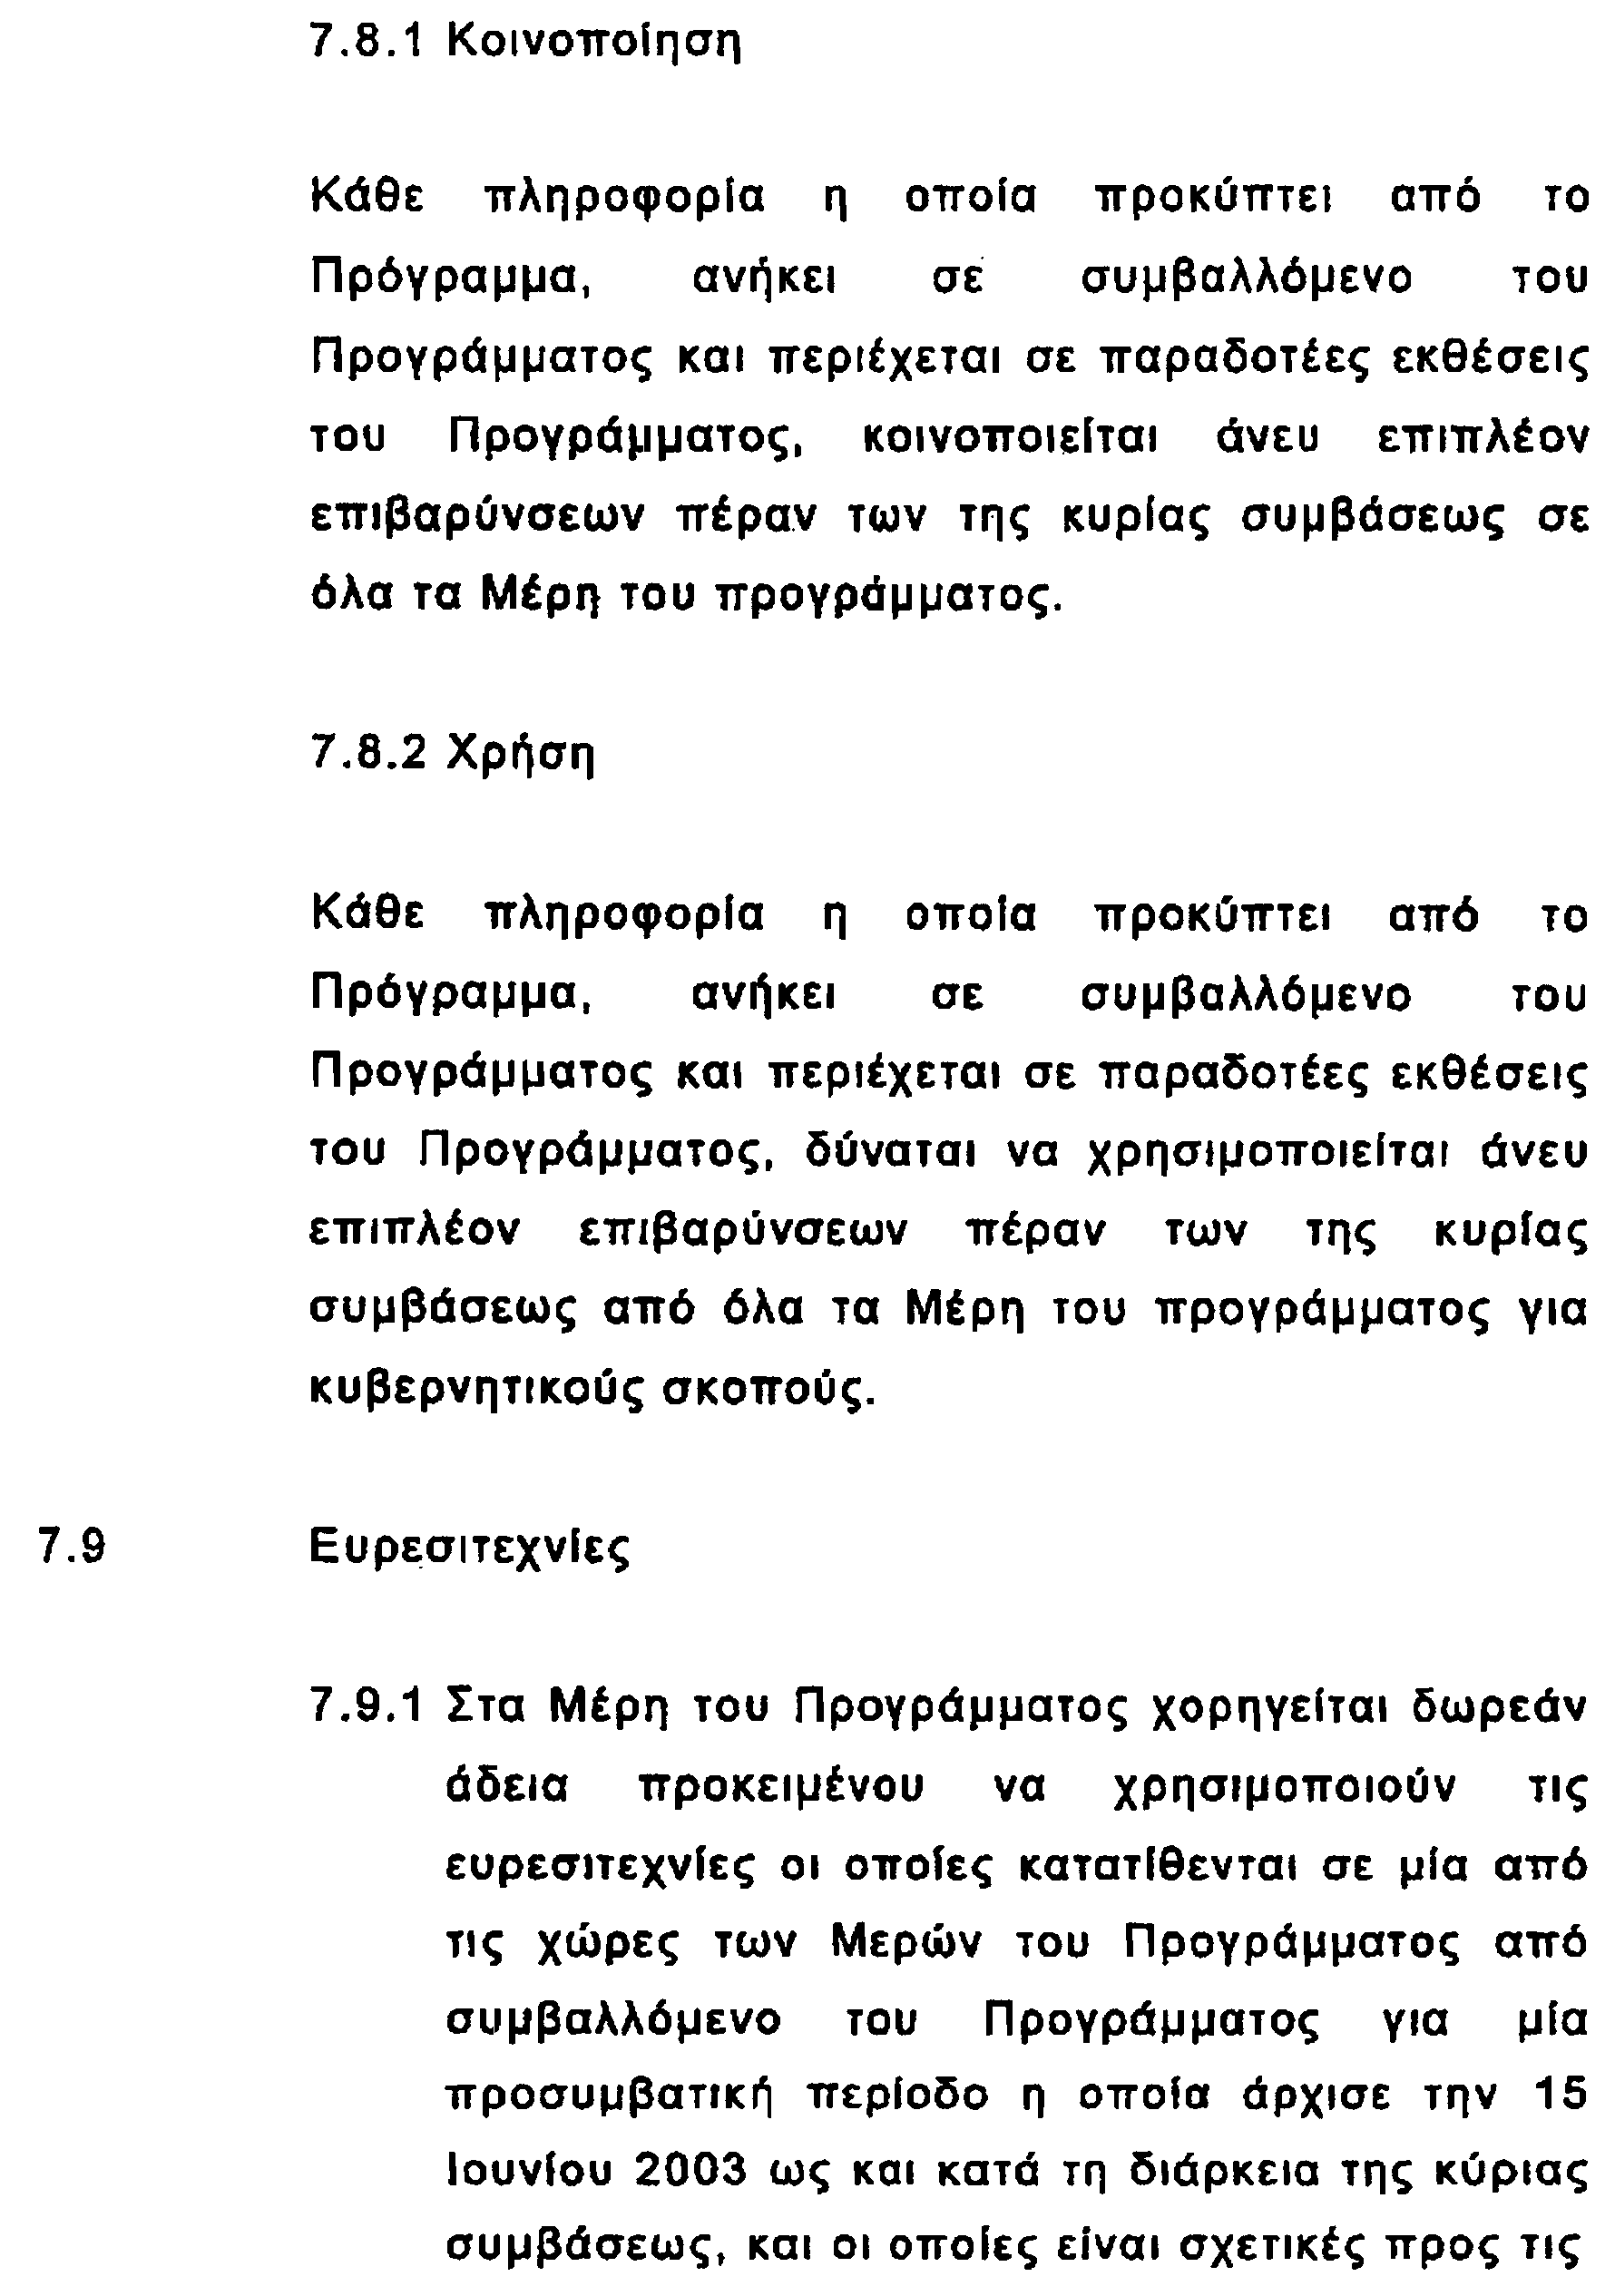 7.8.1 Κοινοποίηση
Κάθε πληροφορία η οποία προκύπτει από το
Πρόγραμμα, ανήκει σε συμβαλλόμενο του
Προγράμματος και περιέχεται σε παραδοτέες εκθέσεις
του Προγράμματος, κοινοποιείται άνευ επιπλέον
επιβαρύνσεων πέραν των της κυρίας συμβάσεως σε
όλα τα Μέρη του προγράμματος.
7.8.2 Χρήση
Κάθε πληροφορία η οποία προκύπτει από το
Πρόγραμμα, ανήκει σε συμβαλλόμενο του
Προγράμματος και περιέχεται σε παραδοτέες εκθέσεις
του Προγράμματος, δύναται να χρησιμοποιείται άνευ
επιπλέον επιβαρύνσεων πέραν των της κυρίας
συμβάσεως από όλα τα Μέρη του προγράμματος για
κυβερνητικούς σκοπούς.
7.9 Ευρεσιτεχνίες
7.9.1 Στα Μέρη του Προγράμματος χορηγείται δωρεάν
άδεια προκειμένου να χρησιμοποιούν τις
ευρεσιτεχνίες οι οποίες κατατίθενται σε μία από
τις χώρες των Μερών του Προγράμματος από
συμβαλλόμενο του Προγράμματος για μία
προσυμβατική περίοδο η οποία άρχισε την 15
Ιουνίου 2003 ως και κατά τη διάρκεια της κύριας
συμβάσεως, και οι οποίες είναι σχετικές προς τις